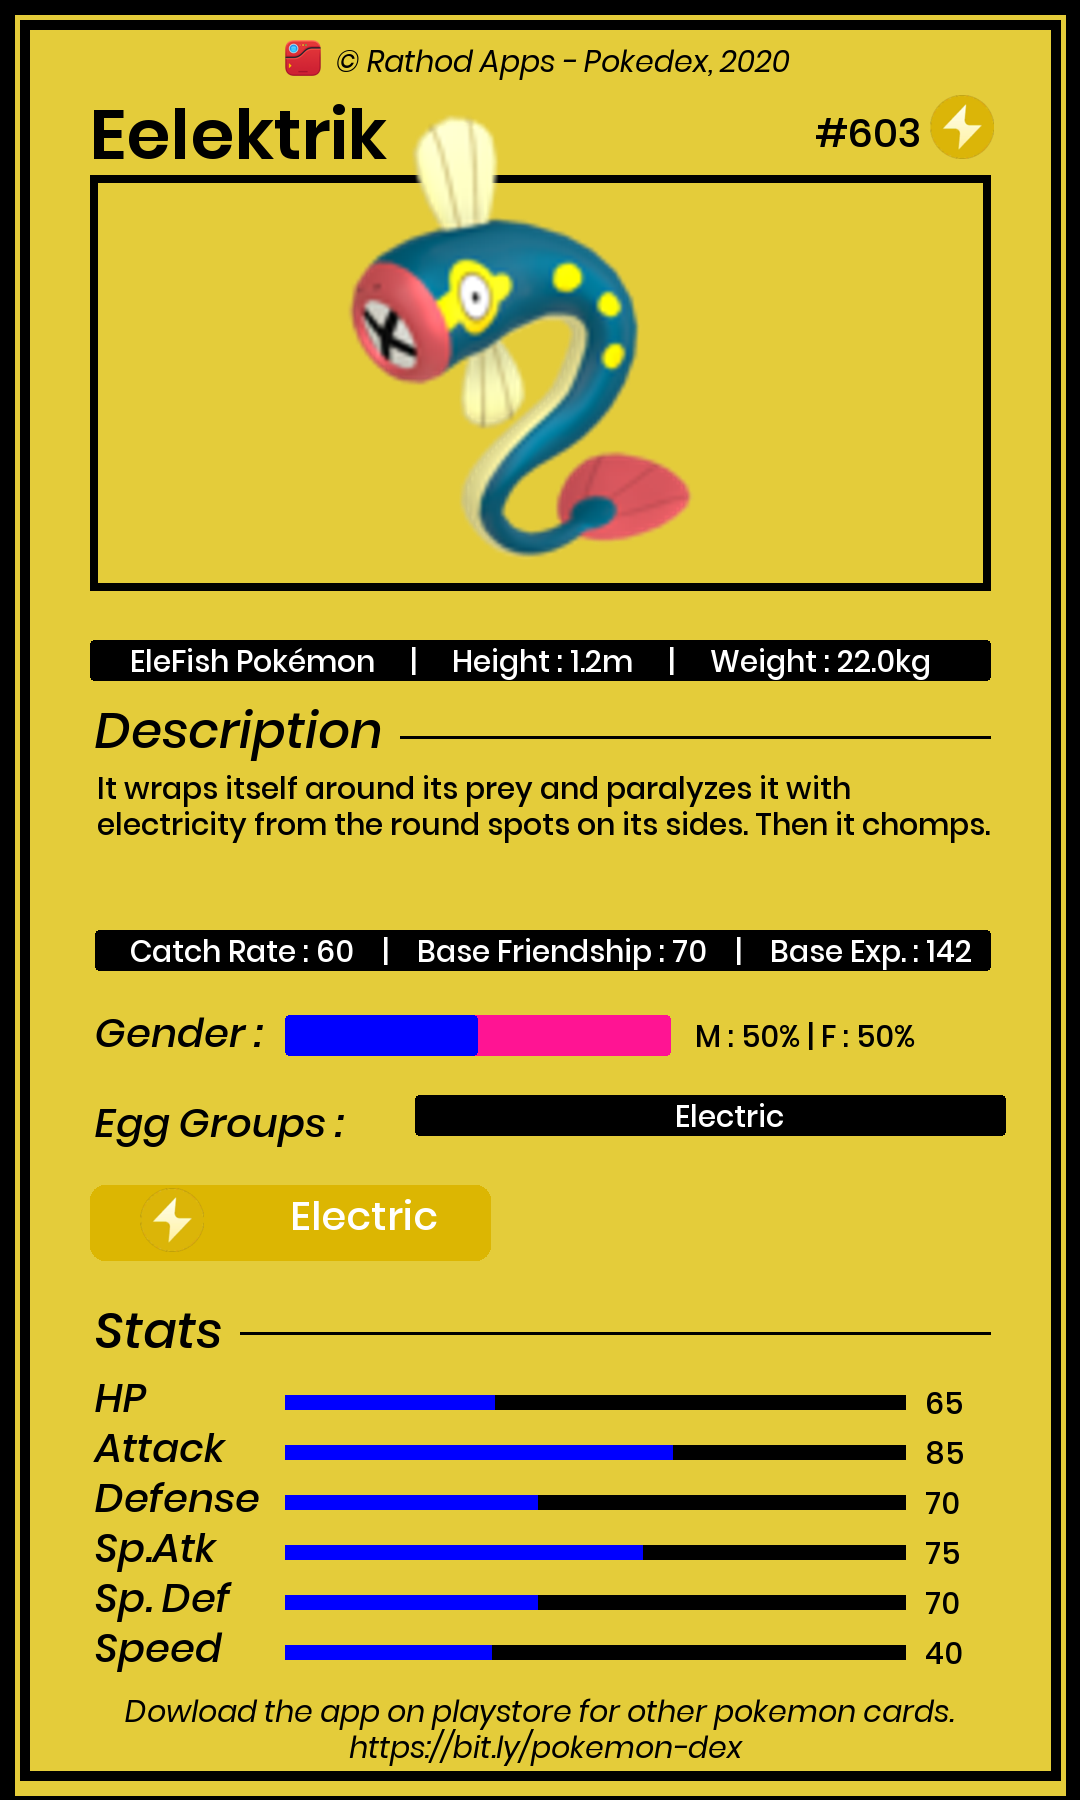 © Rathod Apps - Pokedex, 2020
Eelektrik #603
EleFish Pokémon | Height : 1.2m | Weight : 22.0kg
Description
It wraps itself around its prey and paralyzes it with
electricity from the round spots on its sides. Then it chomps.
Catch Rate : 60 | Base Friendship : 70 | Base Exp. : 142
Gender : M : 50% | F : 50%
Egg Groups : Electric
Electric
Stats
HP 65
Attack 85
Defense 70
Sp.Atk 75
Sp. Def 70
Speed 40
Dowload the app on playstore for other pokemon cards.
https://bit.ly/pokemon-dex